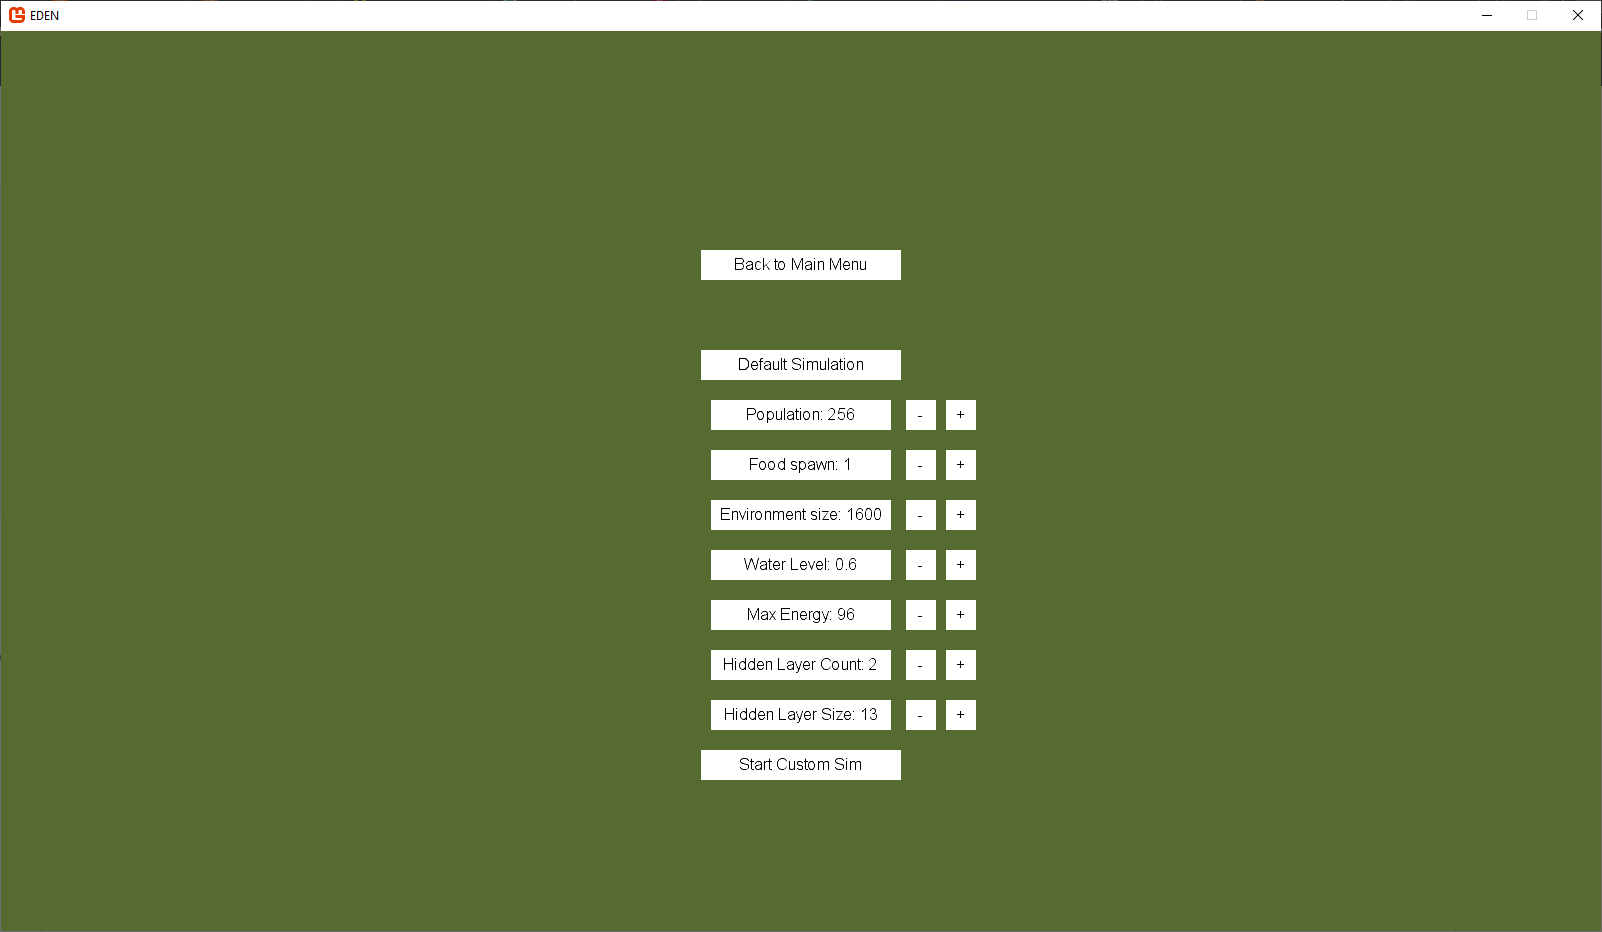 EDEN
Back to Main Menu
Default Simulation
Population: 256 - +
Food spawn: 1 - +
Environment size: 1600 - +
Water Level: 0.6 - +
Max Energy: 96 - +
Hidden Layer Count: 2 - +
Hidden Layer Size: 13 - +
Start Custom Sim